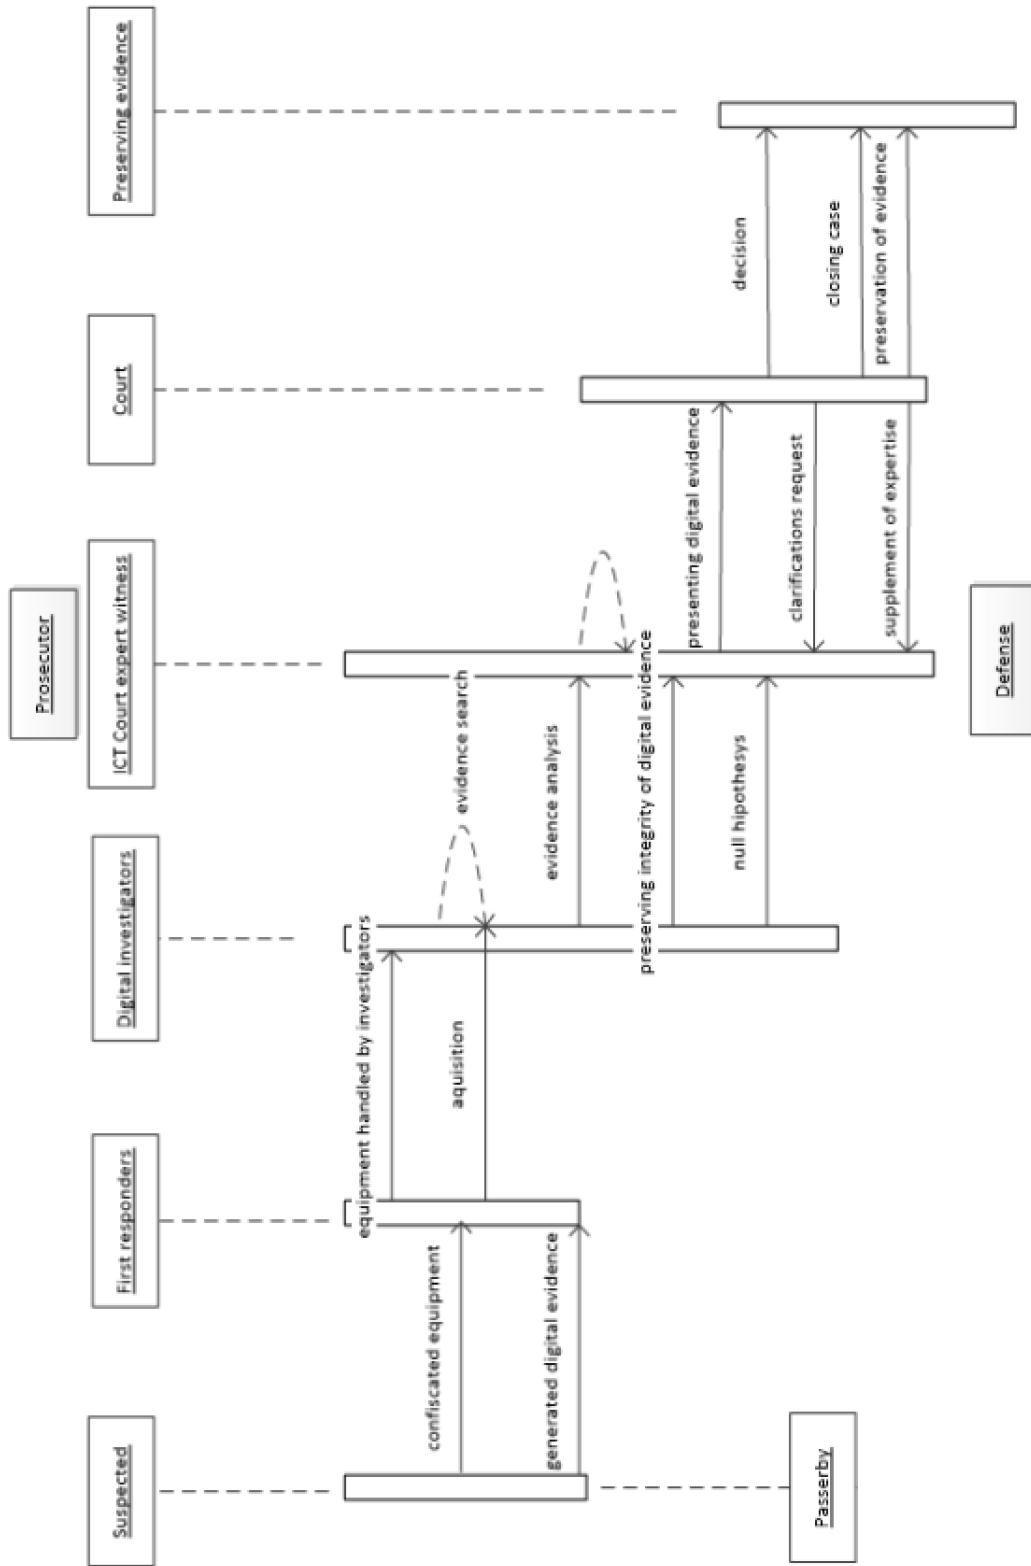 Prosecutor
Suspected
First responders
Digital investigators
ICT Court expert witness
Court
Preserving evidence
equipment handled by investigators
confiscated equipment
aquisition
evidence search
generated digital evidence
evidence analysis
preserving integrity of digital evidence
presenting digital evidence
null hipothesys
decision
clarifications request
closing case
supplement of expertise
preservation of evidence
Passerby
Defense